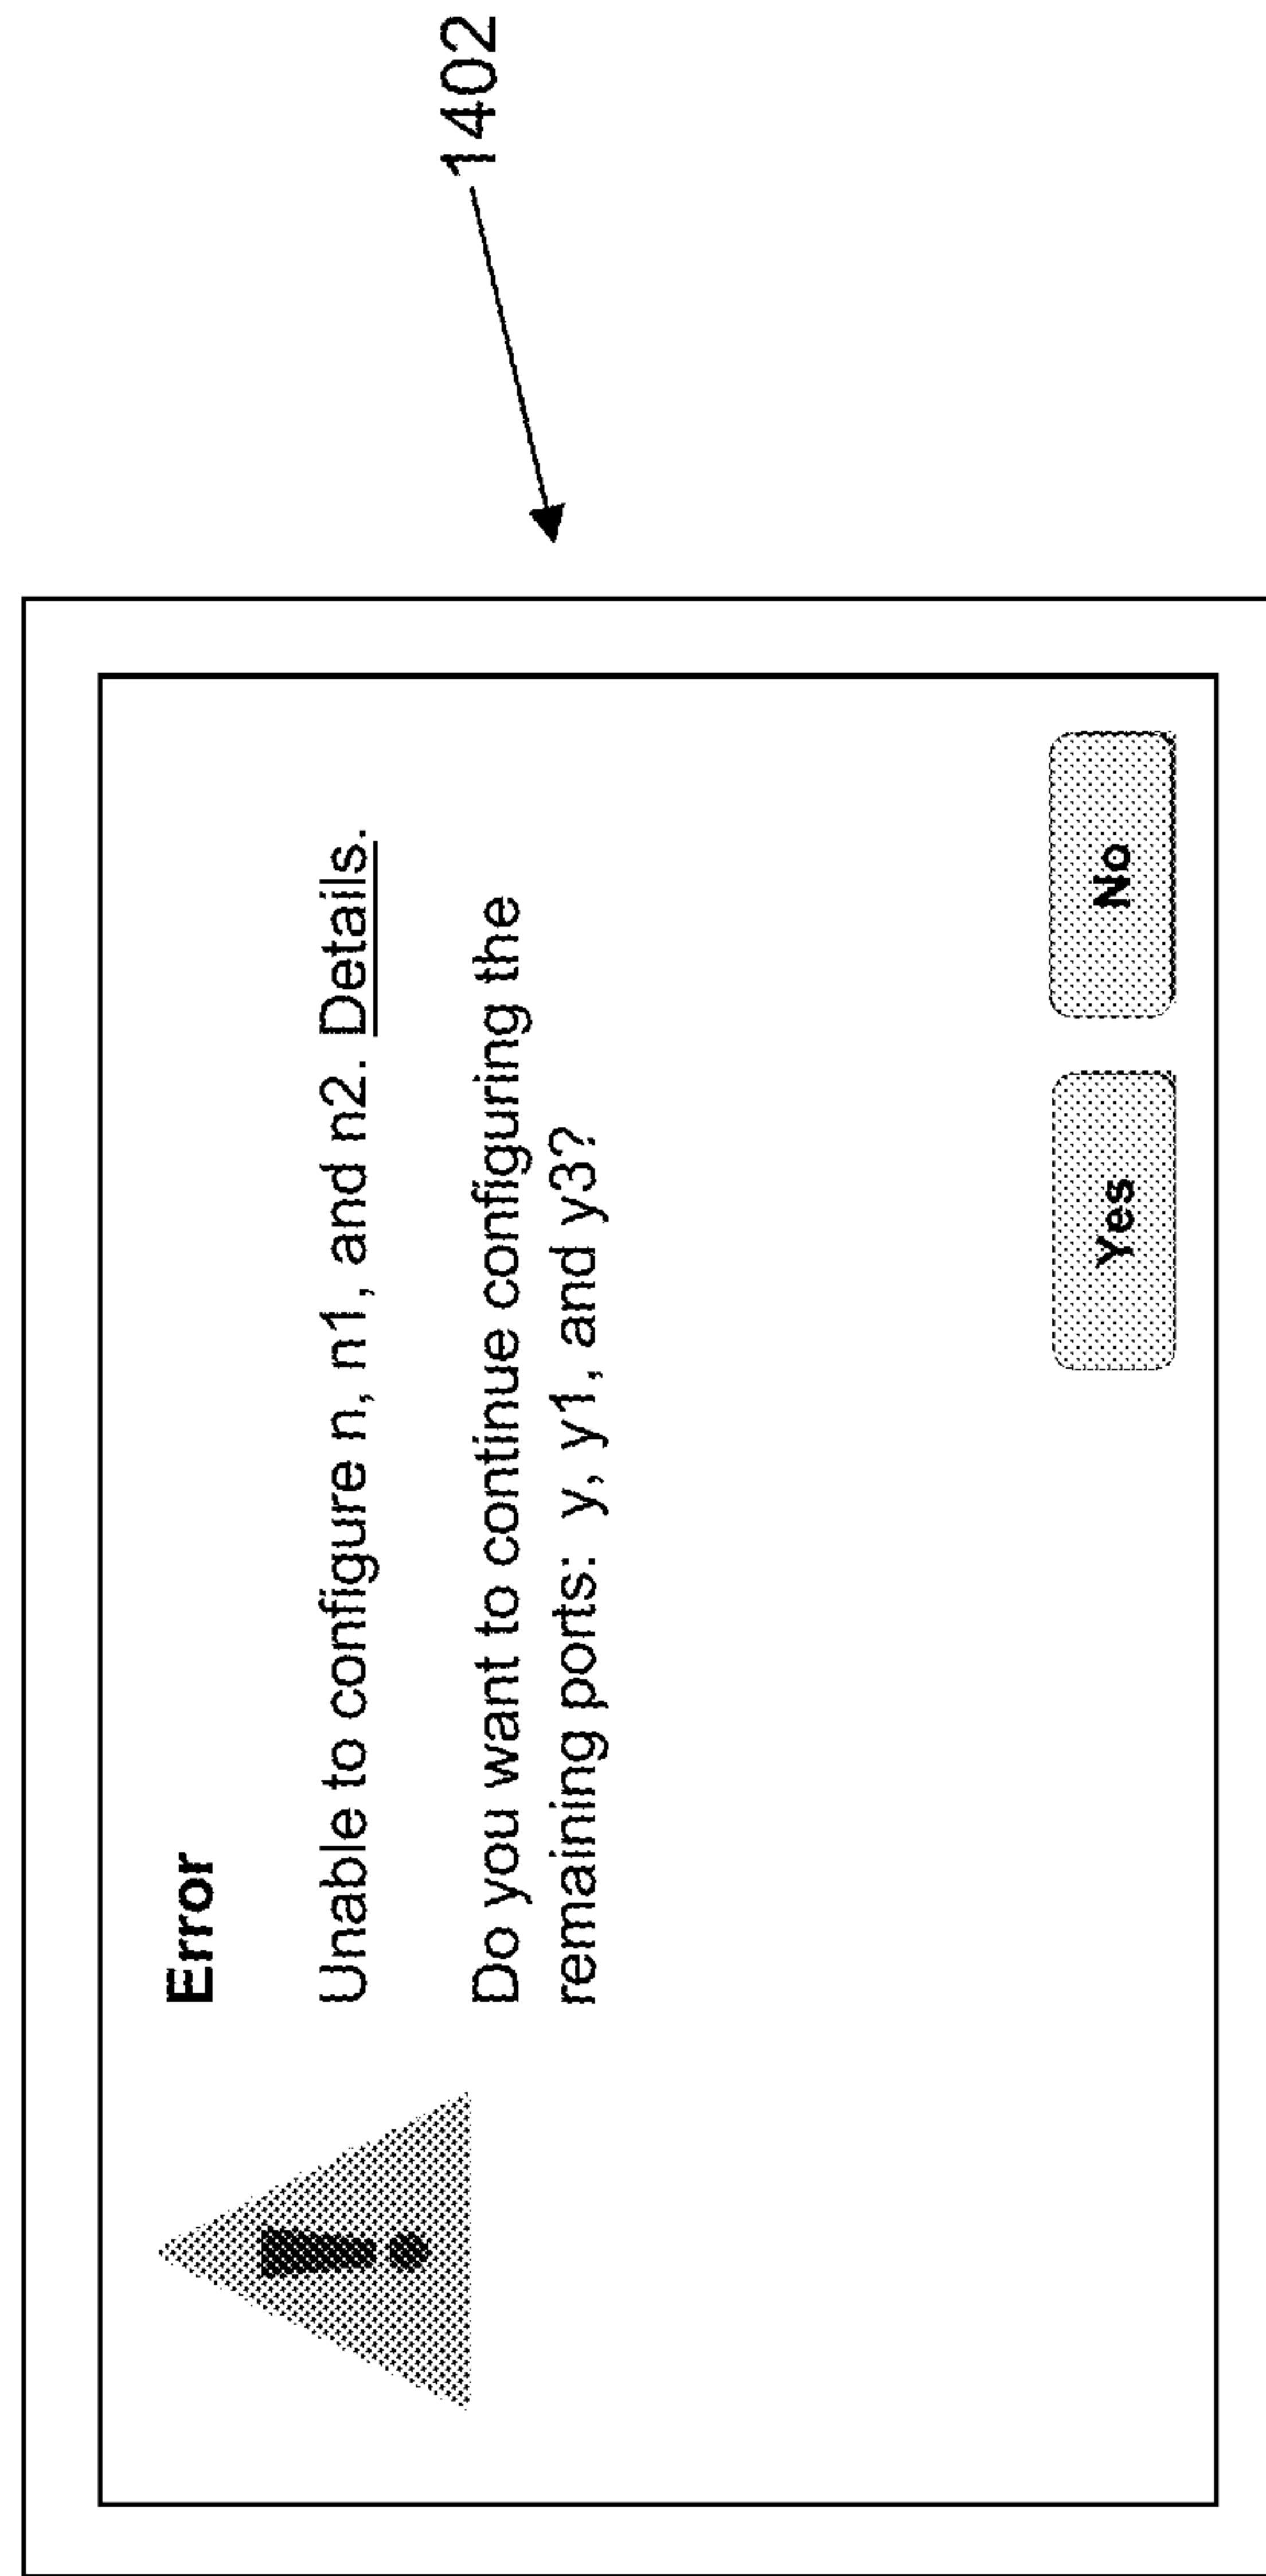 1402
Error
Unable to configure n, n1, and n2. Details.
Do you want to continue configuring the
remaining ports: y, y1, and y3?
Yes
No